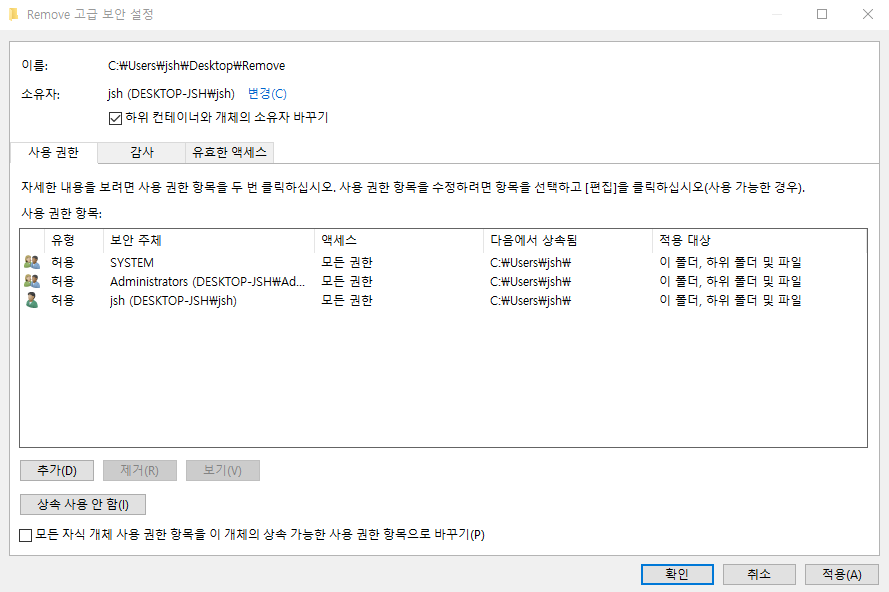 Remove 고급 보안 설정
이름: C:₩Users₩jsh₩Desktop₩Remove
소유자: jsh (DESKTOP-JSH₩jsh) 변경(C)
하위 컨테이너와 개체의 소유자 바꾸기
사용 권한 감사 유효한 액세스
자세한 내용을 보려면 사용 권한 항목을 두 번 클릭하십시오. 사용 권한 항목을 수정하려면 항목을 선택하고 [편집]을 클릭하십시오(사용 가능한 경우).
사용 권한 항목:
유형 보안 주체 액세스 다음에서 상속됨 적용 대상
허용 SYSTEM 모든 권한 C:₩Users₩jsh₩ 이 폴더, 하위 폴더 및 파일
허용 Administrators (DESKTOP-JSH₩Ad... 모든 권한 C:₩Users₩jsh₩ 이 폴더, 하위 폴더 및 파일
허용 jsh (DESKTOP-JSH₩jsh) 모든 권한 C:₩Users₩jsh₩ 이 폴더, 하위 폴더 및 파일
추가(D) 제거(R) 보기(V)
상속 사용 안 함(I)
모든 자식 개체 사용 권한 항목을 이 개체의 상속 가능한 사용 권한 항목으로 바꾸기(P)
확인 취소 적용(A)